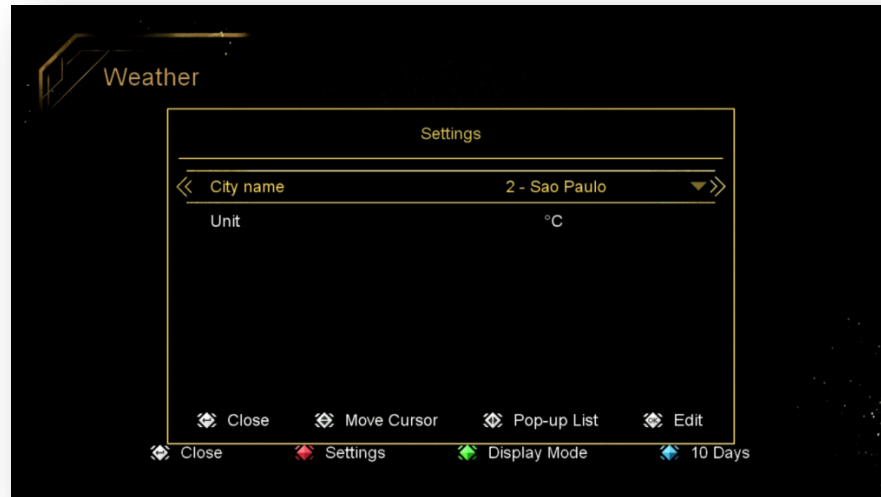 Weather
Settings
City name 2 - Sao Paulo
Unit °C
Close Move Cursor Pop-up List OK Edit
Close Settings Display Mode 10 Days